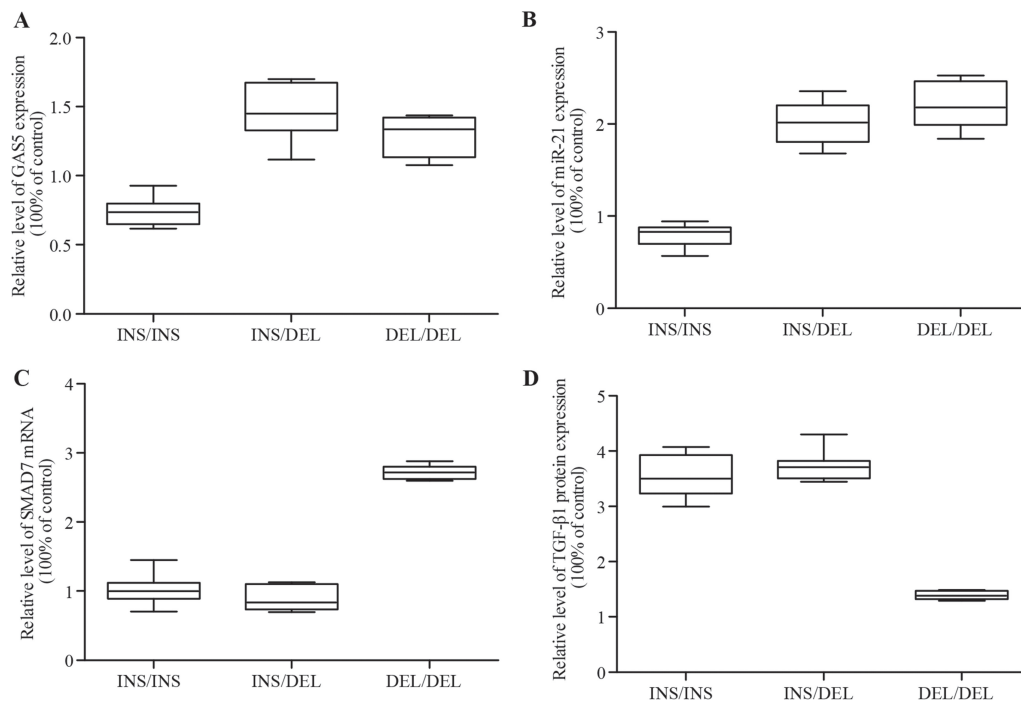 A
Relative level of GAS5 expression
(100% of control)
2.0
1.5
1.0
0.5
0.0
INS/INS INS/DEL DEL/DEL
B
Relative level of miR-21 expression
(100% of control)
3
2
1
0
INS/INS INS/DEL DEL/DEL
C
Relative level of SMAD7 mRNA
(100% of control)
4
3
2
1
0
INS/INS INS/DEL DEL/DEL
D
Relative level of TGF-β1 protein expression
(100% of control)
5
4
3
2
1
0
INS/INS INS/DEL DEL/DEL